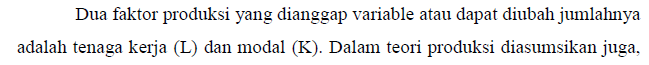 Dua faktor produksi yang dianggap variable atau dapat diubah jumlahnya
adalah tenaga kerja (L) dan modal (K). Dalam teori produksi diasumsikan juga,